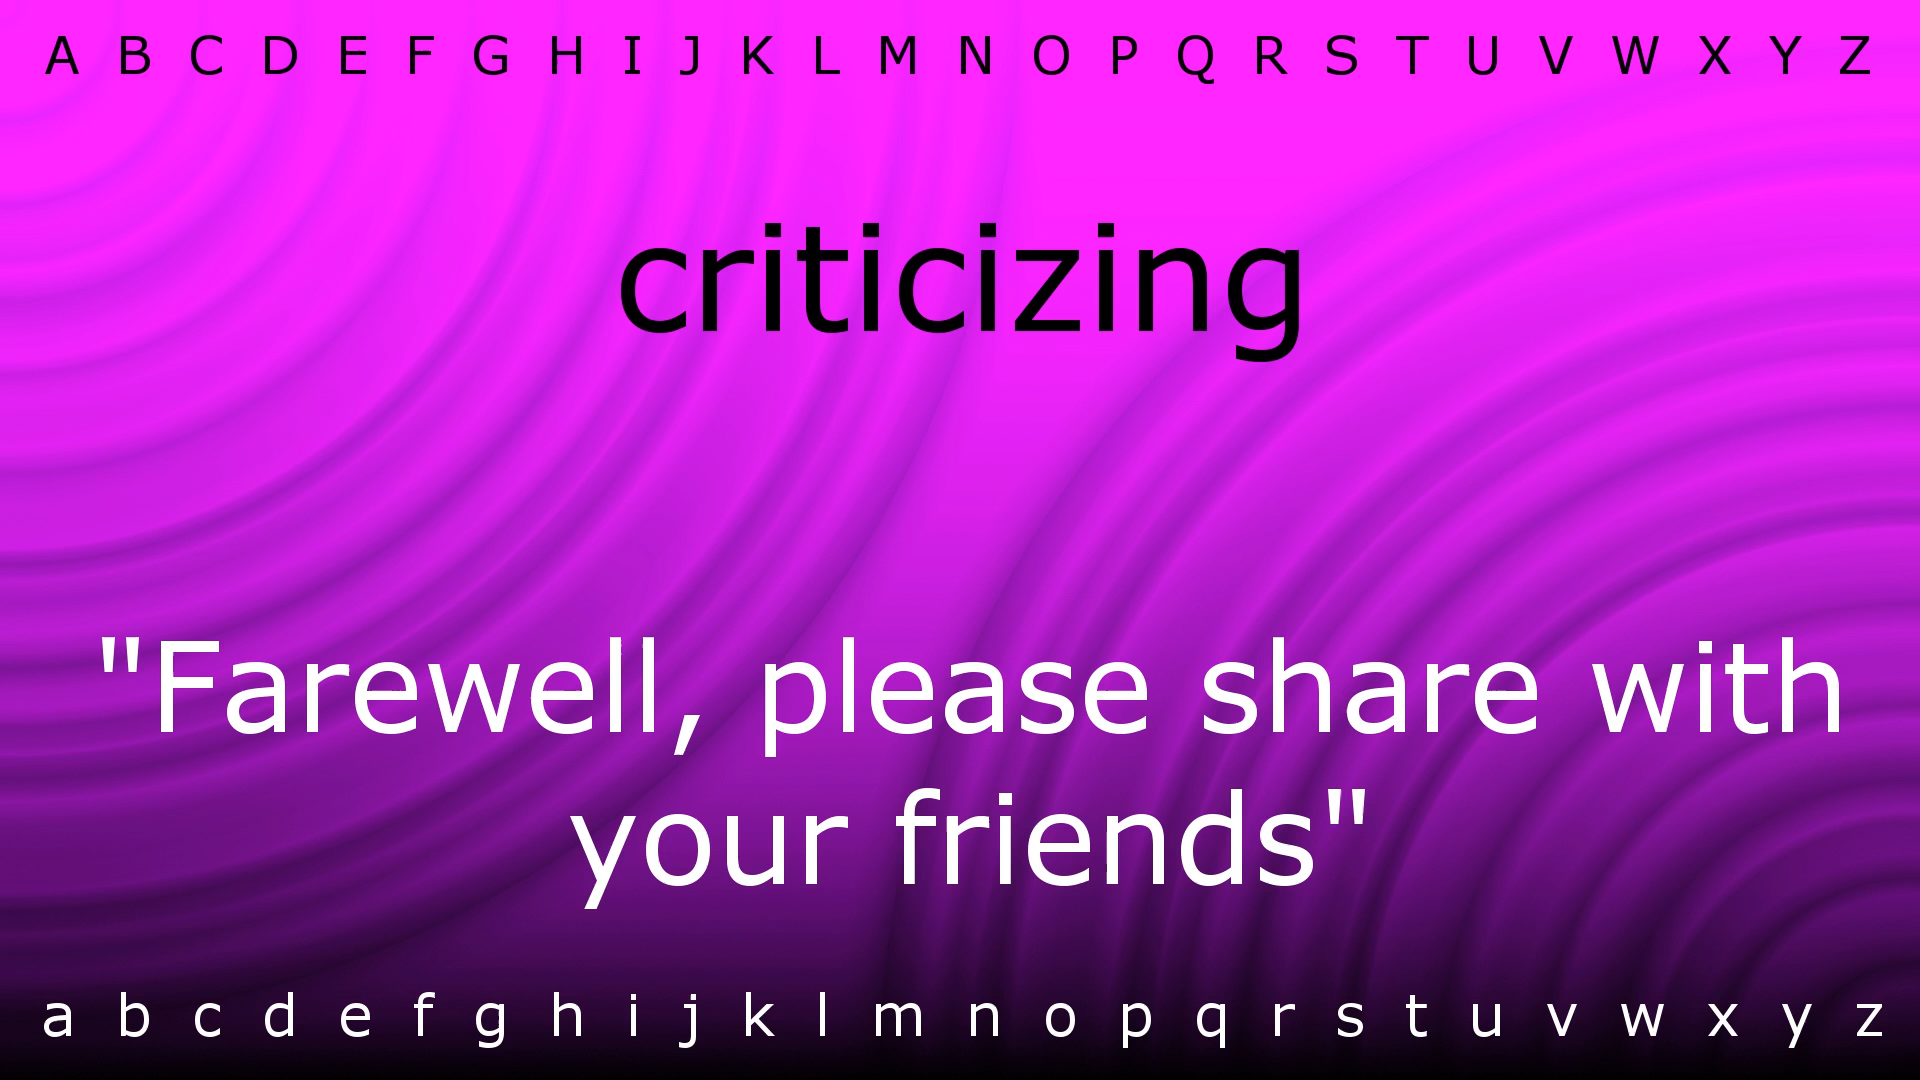 A B C D E F G H I J K L M N O P Q R S T U V W X Y Z
criticizing
"Farewell, please share with
your friends"
a b c d e f g h i j k l m n o p q r s t u v w x y z